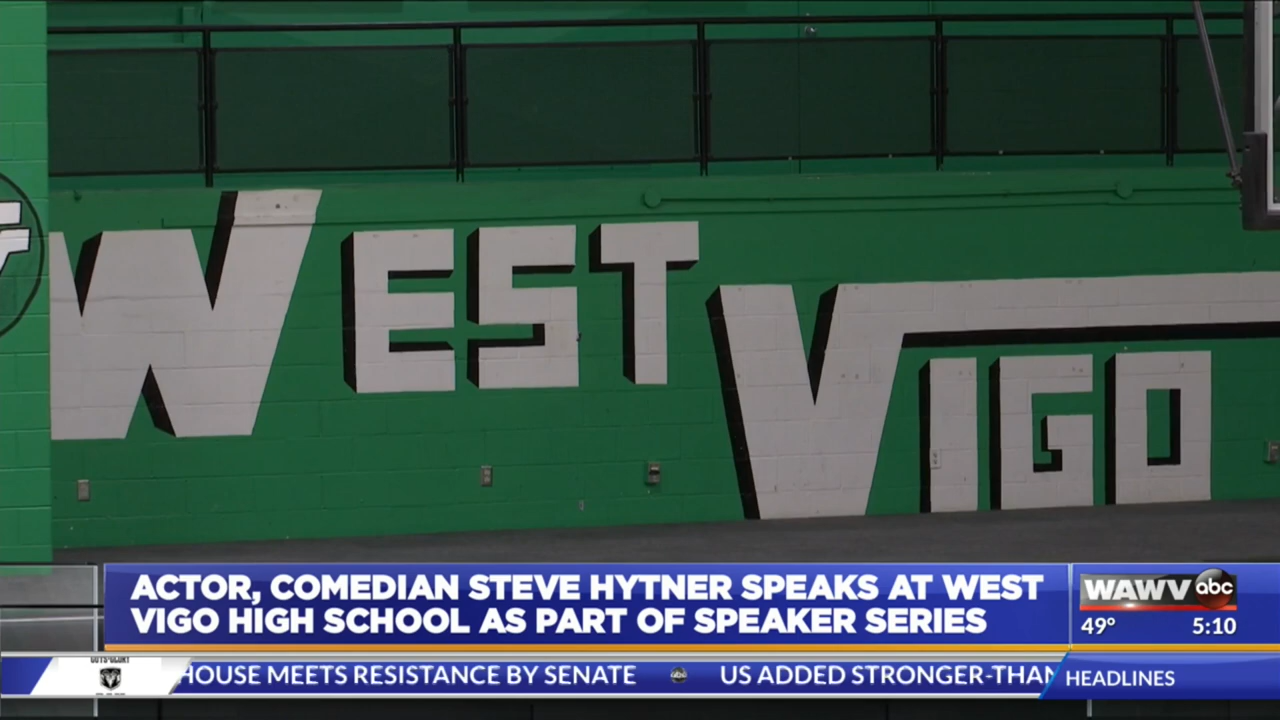 WEST
VIGO
ACTOR, COMEDIAN STEVE HYTNER SPEAKS AT WEST
VIGO HIGH SCHOOL AS PART OF SPEAKER SERIES
WAWV abc
49° 5:10
HOUSE MEETS RESISTANCE BY SENATE US ADDED STRONGER-THAN
HEADLINES